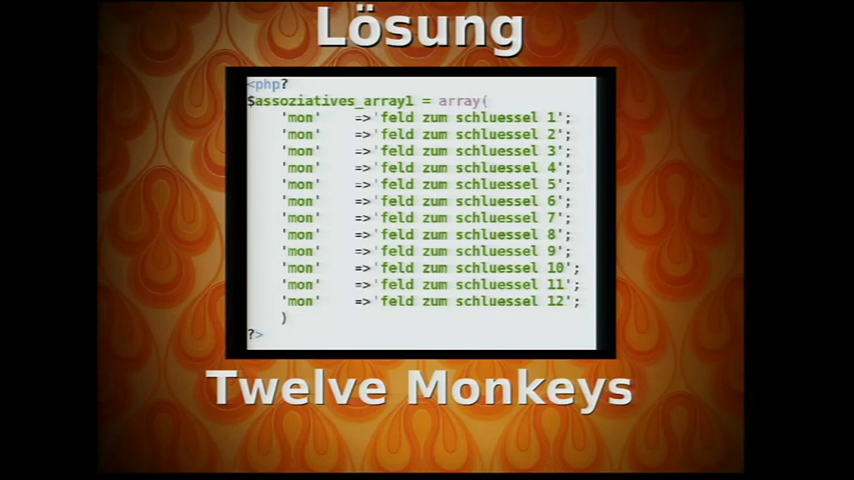 Lösung
<php?
$assoziatives_array1 = array(
'mon' =>'feld zum schluessel 1';
'mon' =>'feld zum schluessel 2';
'mon' =>'feld zum schluessel 3';
'mon' =>'feld zum schluessel 4';
'mon' =>'feld zum schluessel 5';
'mon' =>'feld zum schluessel 6';
'mon' =>'feld zum schluessel 7';
'mon' =>'feld zum schluessel 8';
'mon' =>'feld zum schluessel 9';
'mon' =>'feld zum schluessel 10';
'mon' =>'feld zum schluessel 11';
'mon' =>'feld zum schluessel 12';
)
?>
Twelve Monkeys